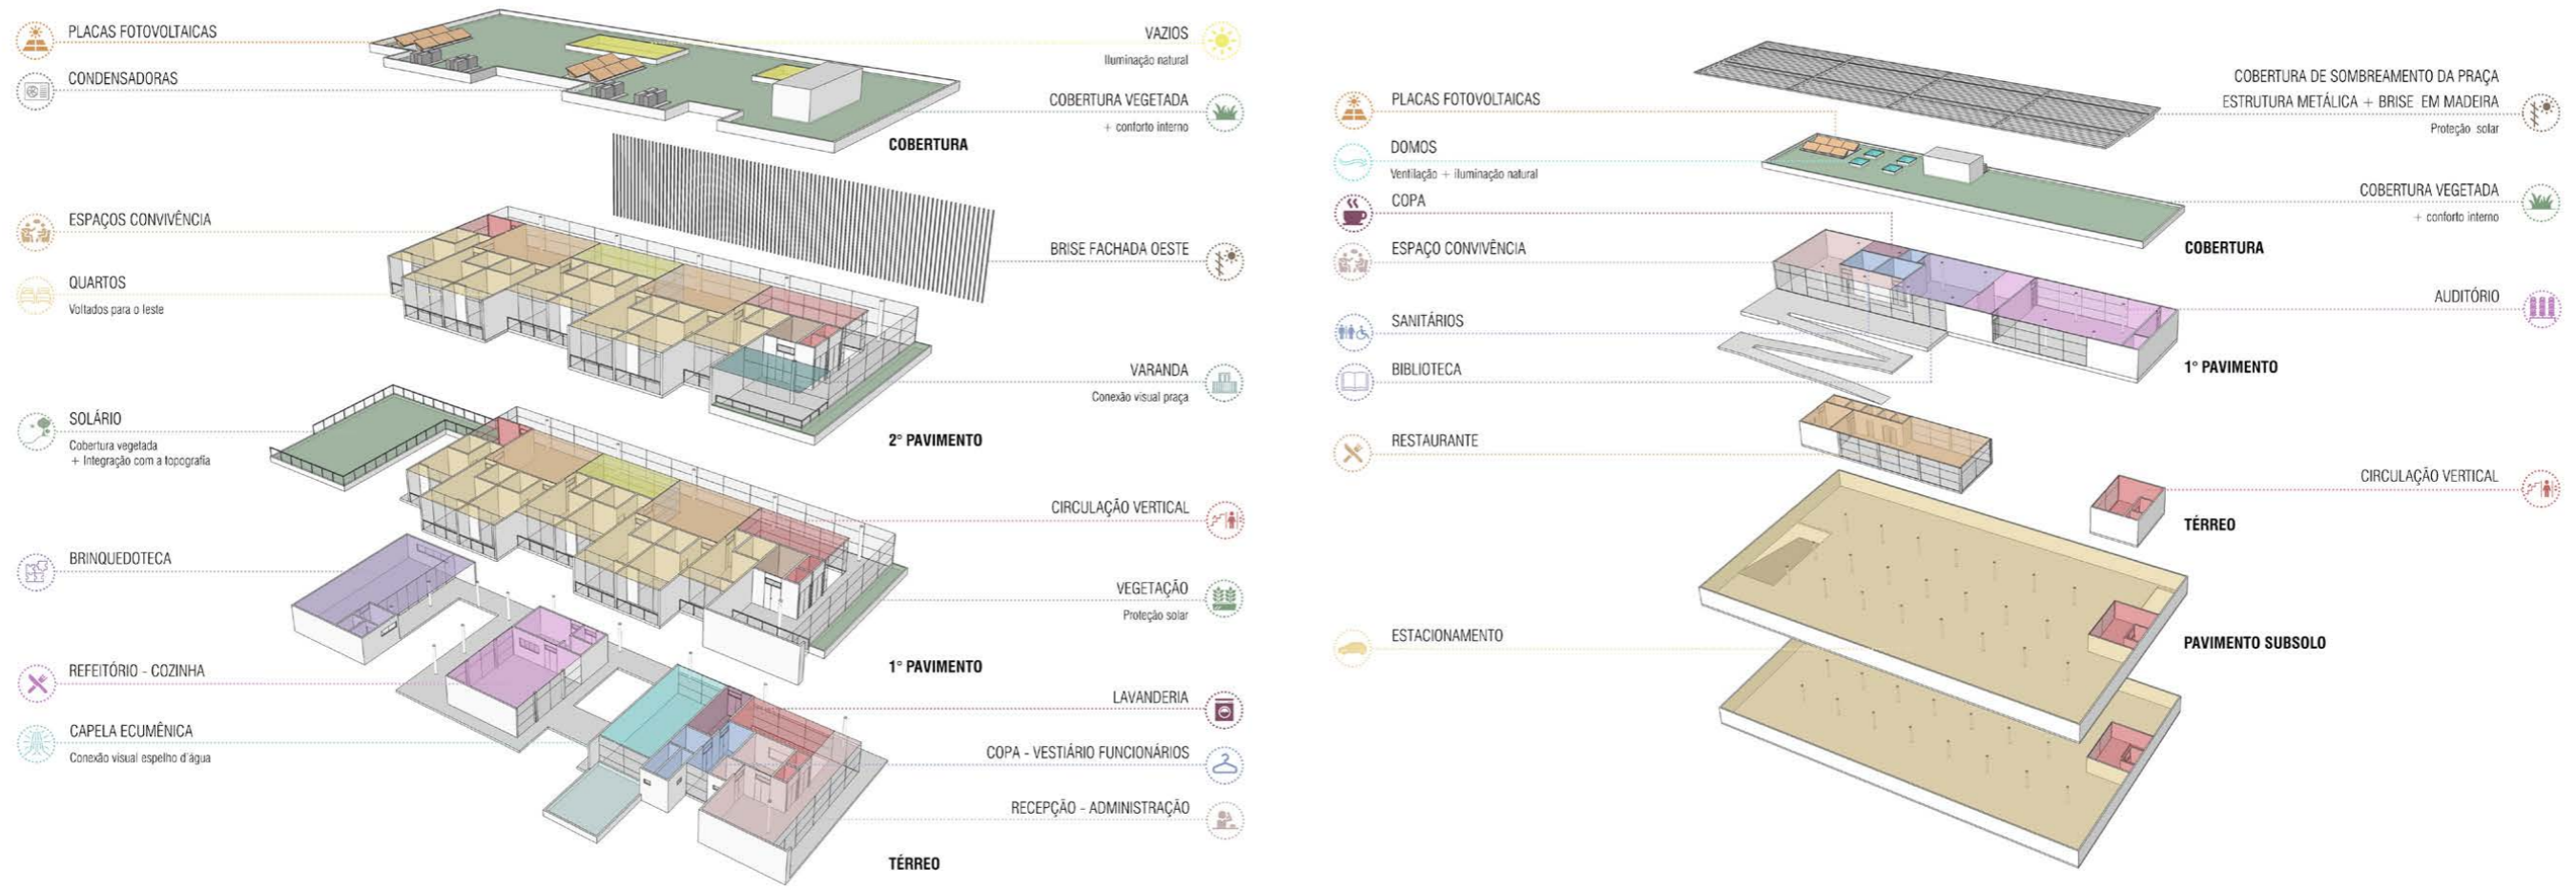 PLACAS FOTOVOLTAICAS
CONDENSADORAS
VAZIOS
Iluminação natural
COBERTURA VEGETADA
+ conforto interno
COBERTURA
ESPAÇOS CONVIVÊNCIA
QUARTOS
Voltados para o leste
BRISE FACHADA OESTE
VARANDA
Conexão visual praça
2° PAVIMENTO
SOLÁRIO
Cobertura vegetada
+ Integração com a topografia
CIRCULAÇÃO VERTICAL
BRINQUEDOTECA
VEGETAÇÃO
Proteção solar
1° PAVIMENTO
REFEITÓRIO - COZINHA
CAPELA ECUMÊNICA
Conexão visual espelho d'água
LAVANDERIA
COPA - VESTIÁRIO FUNCIONÁRIOS
RECEPÇÃO - ADMINISTRAÇÃO
TÉRREO
PLACAS FOTOVOLTAICAS
DOMOS
Ventilação + iluminação natural
COPA
ESPAÇO CONVIVÊNCIA
SANITÁRIOS
BIBLIOTECA
RESTAURANTE
ESTACIONAMENTO
COBERTURA DE SOMBREAMENTO DA PRAÇA
ESTRUTURA METÁLICA + BRISE EM MADEIRA
Proteção solar
COBERTURA VEGETADA
+ conforto interno
COBERTURA
AUDITÓRIO
1° PAVIMENTO
CIRCULAÇÃO VERTICAL
TÉRREO
PAVIMENTO SUBSOLO